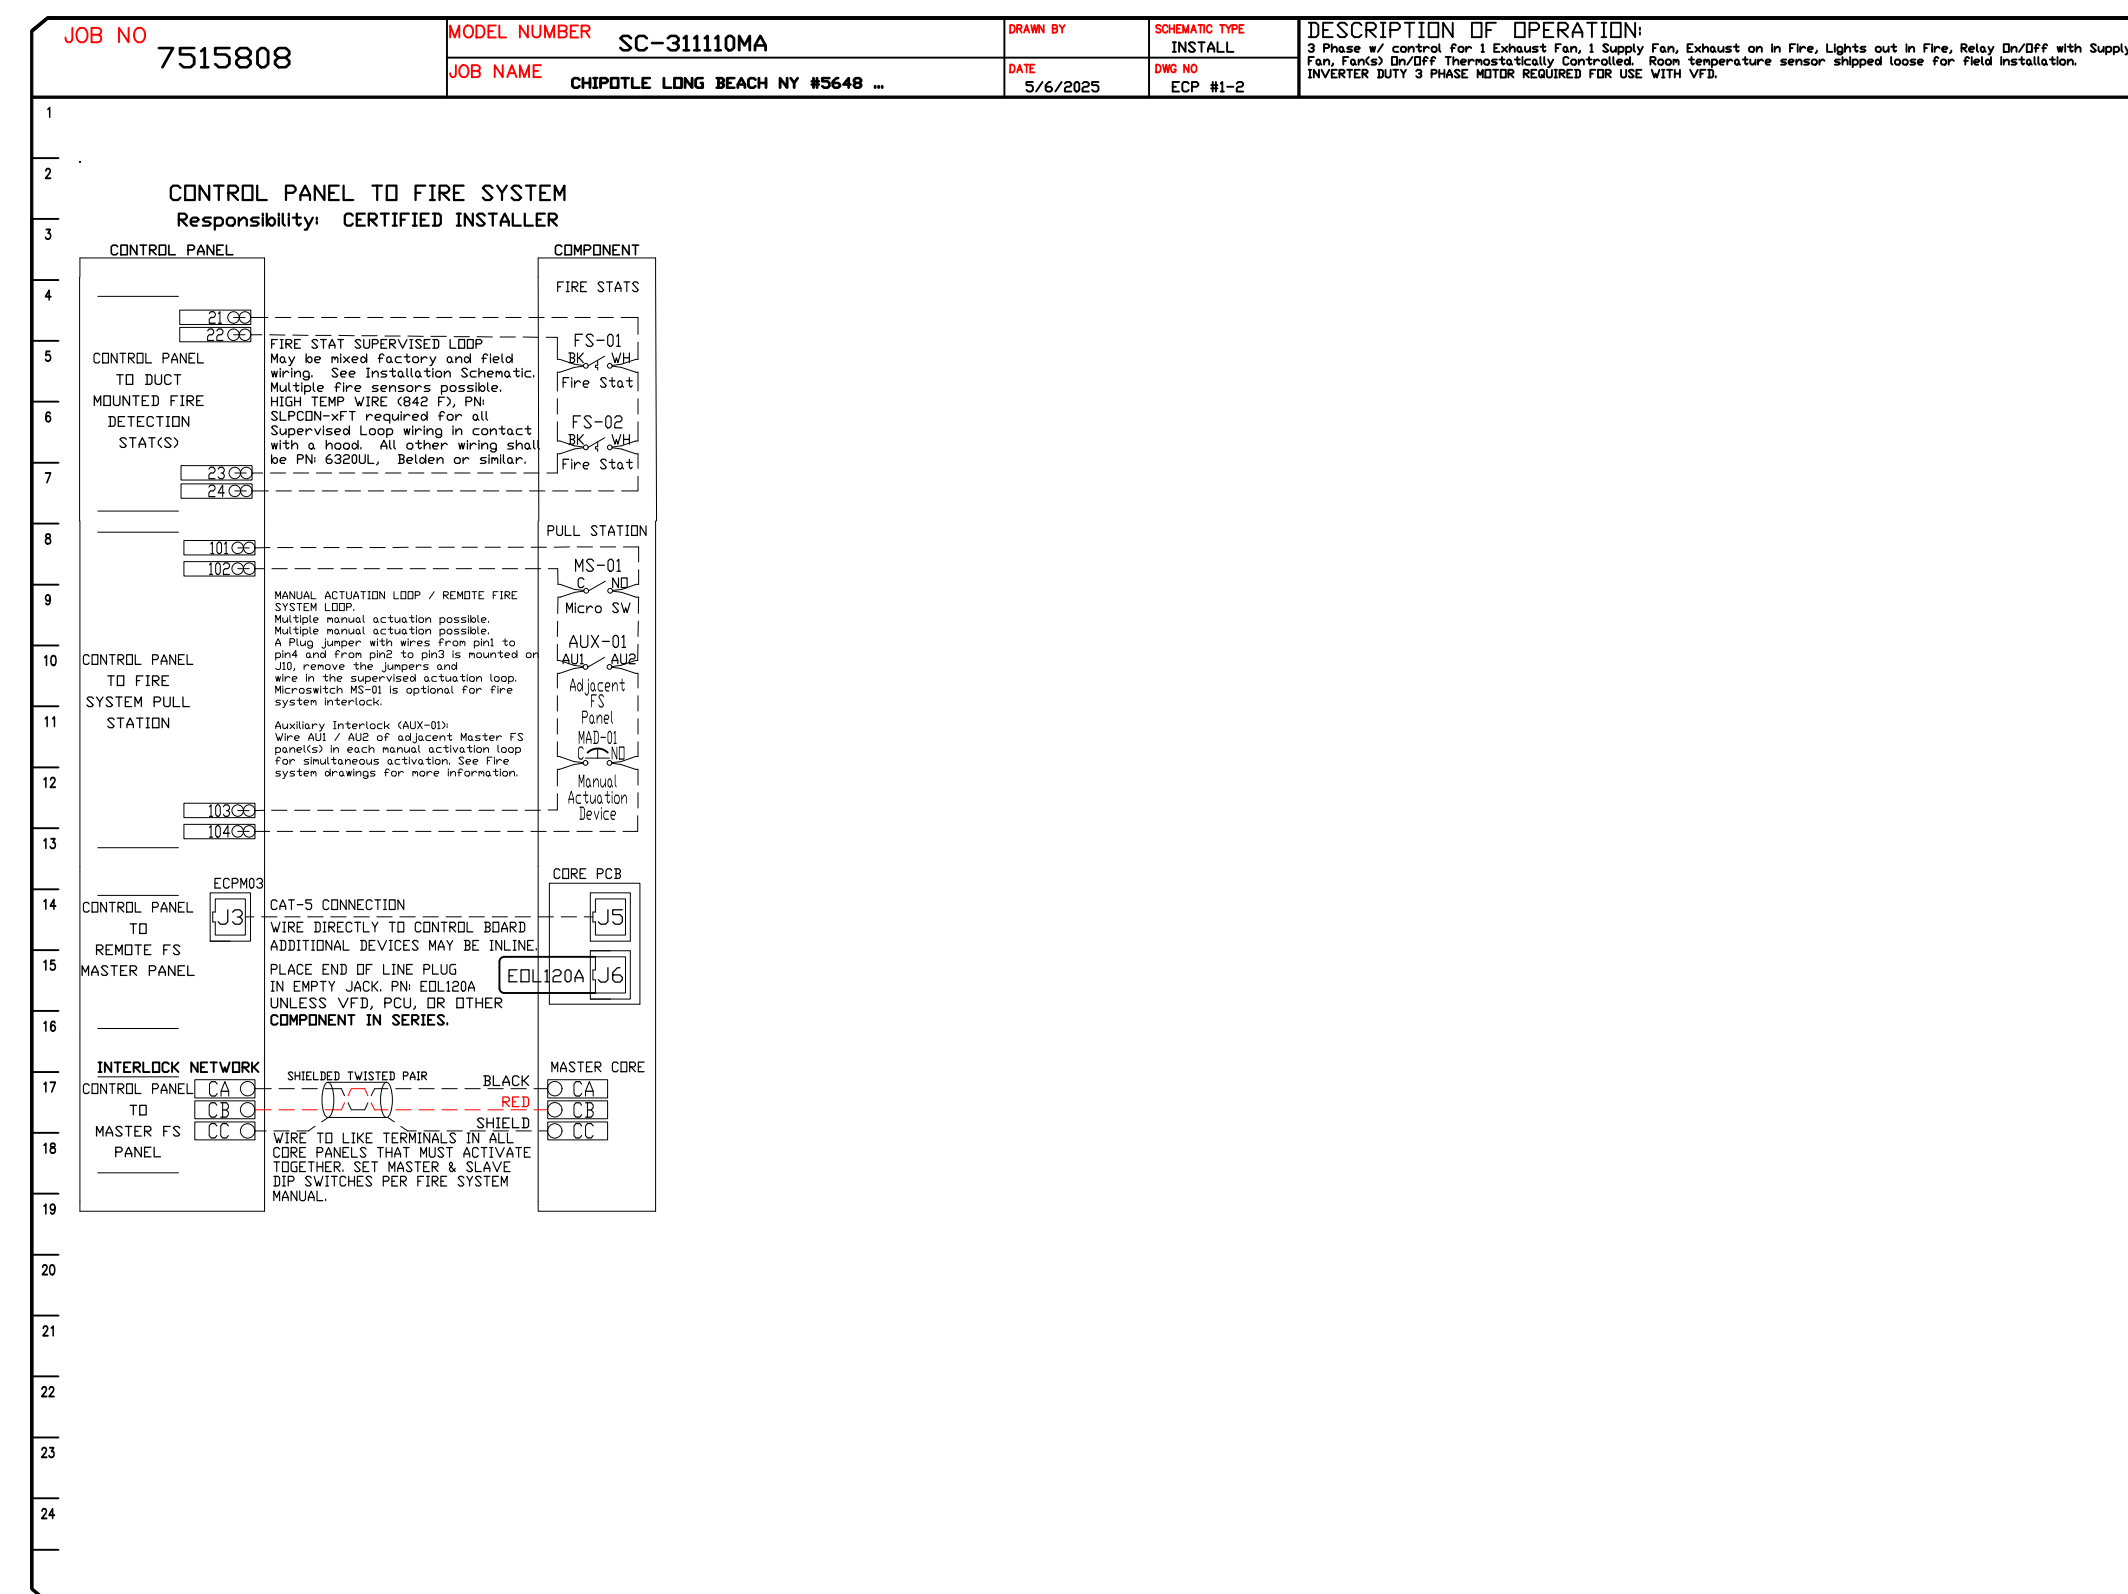 JOB NO
7515808
MODEL NUMBER
SC-311110MA
JOB NAME
CHIPOTLE LONG BEACH NY #5648 ...
DRAWN BY
DATE
5/6/2025
SCHEMATIC TYPE
INSTALL
DWG NO
ECP #1-2
DESCRIPTION OF OPERATION:
3 Phase w/ control for 1 Exhaust Fan, 1 Supply Fan, Exhaust on in Fire, Lights out in Fire, Relay On/Off with Supply
Fan, Fan(s) On/Off Thermostatically Controlled. Room temperature sensor shipped loose for field installation.
INVERTER DUTY 3 PHASE MOTOR REQUIRED FOR USE WITH VFD.
1
2
3
4
5
6
7
8
9
10
11
12
13
14
15
16
17
18
19
20
21
22
23
24
CONTROL PANEL TO FIRE SYSTEM
Responsibility: CERTIFIED INSTALLER
CONTROL PANEL
COMPONENT
21
22
CONTROL PANEL
TO DUCT
MOUNTED FIRE
DETECTION
STAT(S)
23
24
FIRE STAT SUPERVISED LOOP
May be mixed factory and field
wiring. See Installation Schematic.
Multiple fire sensors possible.
HIGH TEMP WIRE (842 F), PN:
SLPCON-xFT required for all
Supervised Loop wiring in contact
with a hood. All other wiring shall
be PN: 6320UL, Belden or similar.
FIRE STATS
FS-01
BK WH
Fire Stat
FS-02
BK WH
Fire Stat
101
102
CONTROL PANEL
TO FIRE
SYSTEM PULL
STATION
103
104
MANUAL ACTUATION LOOP / REMOTE FIRE
SYSTEM LOOP.
Multiple manual actuation possible.
Multiple manual actuation possible.
A Plug jumper with wires from pin1 to
pin4 and from pin2 to pin3 is mounted on
J10, remove the jumpers and
wire in the supervised actuation loop.
Microswitch MS-01 is optional for fire
system interlock.
Auxiliary Interlock (AUX-01):
Wire AU1 / AU2 of adjacent Master FS
panel(s) in each manual activation loop
for simultaneous activation. See Fire
system drawings for more information.
PULL STATION
MS-01
C NO
Micro SW
AUX-01
AU1 AU2
Adjacent
FS
Panel
MAD-01
C NO
Manual
Actuation
Device
ECPM03
J3
CONTROL PANEL
TO
REMOTE FS
MASTER PANEL
CAT-5 CONNECTION
WIRE DIRECTLY TO CONTROL BOARD
ADDITIONAL DEVICES MAY BE INLINE.
PLACE END OF LINE PLUG
IN EMPTY JACK. PN: EOL120A
UNLESS VFD, PCU, OR OTHER
COMPONENT IN SERIES.
CORE PCB
J5
EOL120A
J6
INTERLOCK NETWORK
CONTROL PANEL
TO
MASTER FS
PANEL
CA
CB
CC
SHIELDED TWISTED PAIR
BLACK
RED
SHIELD
WIRE TO LIKE TERMINALS IN ALL
CORE PANELS THAT MUST ACTIVATE
TOGETHER. SET MASTER & SLAVE
DIP SWITCHES PER FIRE SYSTEM
MANUAL.
MASTER CORE
CA
CB
CC